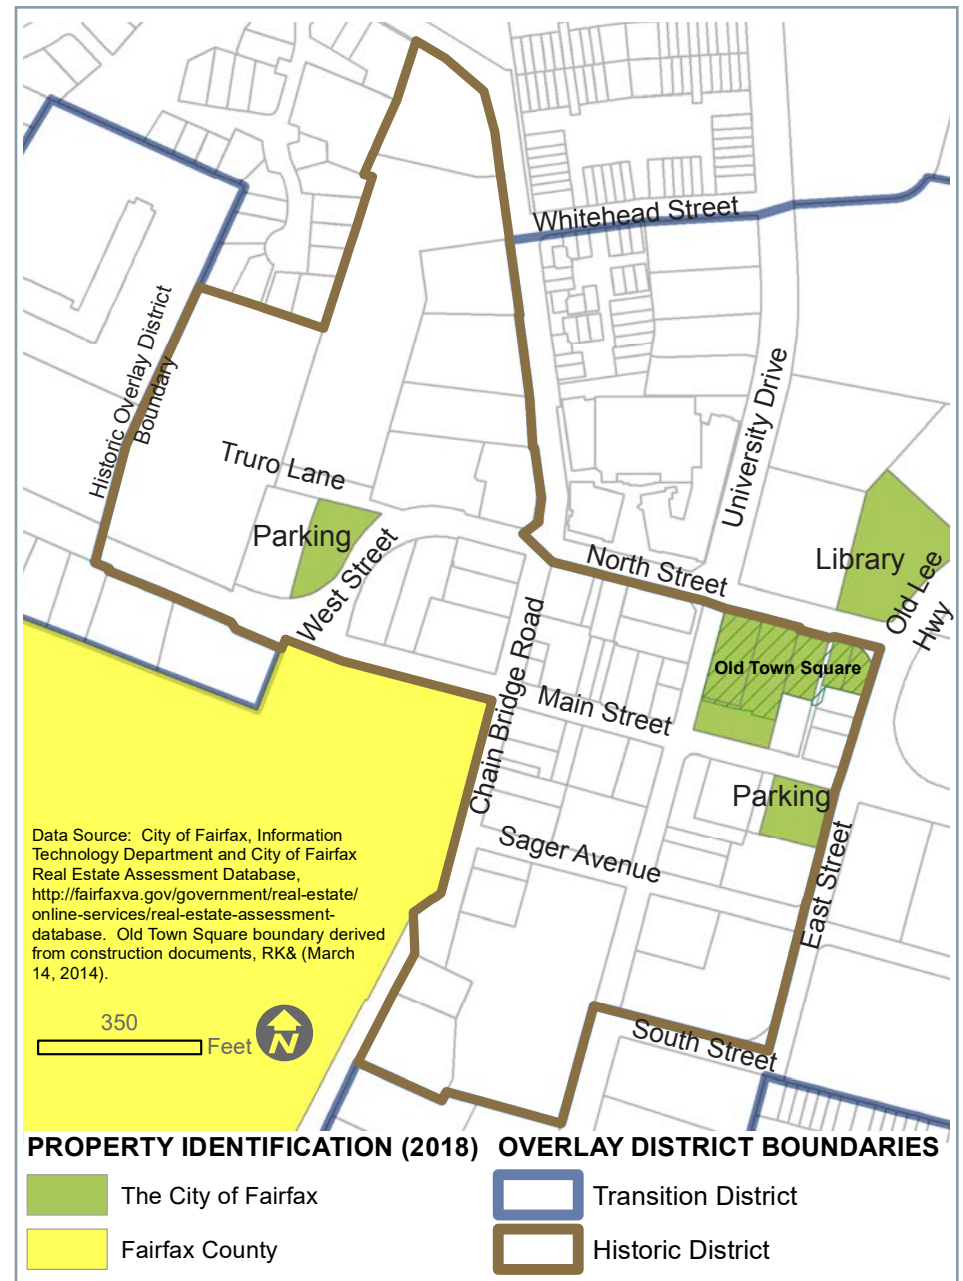 Whitehead Street
Historic Overlay District
Boundary
University Drive
Truro Lane
Parking
West Street
North Street
Library
Old Lee
Hwy
Old Town Square
Chain Bridge Road
Main Street
Parking
Sager Avenue
East Street
South Street
Data Source: City of Fairfax, Information
Technology Department and City of Fairfax
Real Estate Assessment Database,
http://fairfaxva.gov/government/real-estate/
online-services/real-estate-assessment-
database. Old Town Square boundary derived
from construction documents, RK& (March
14, 2014).
350
Feet
N
PROPERTY IDENTIFICATION (2018)
The City of Fairfax
Fairfax County
OVERLAY DISTRICT BOUNDARIES
Transition District
Historic District